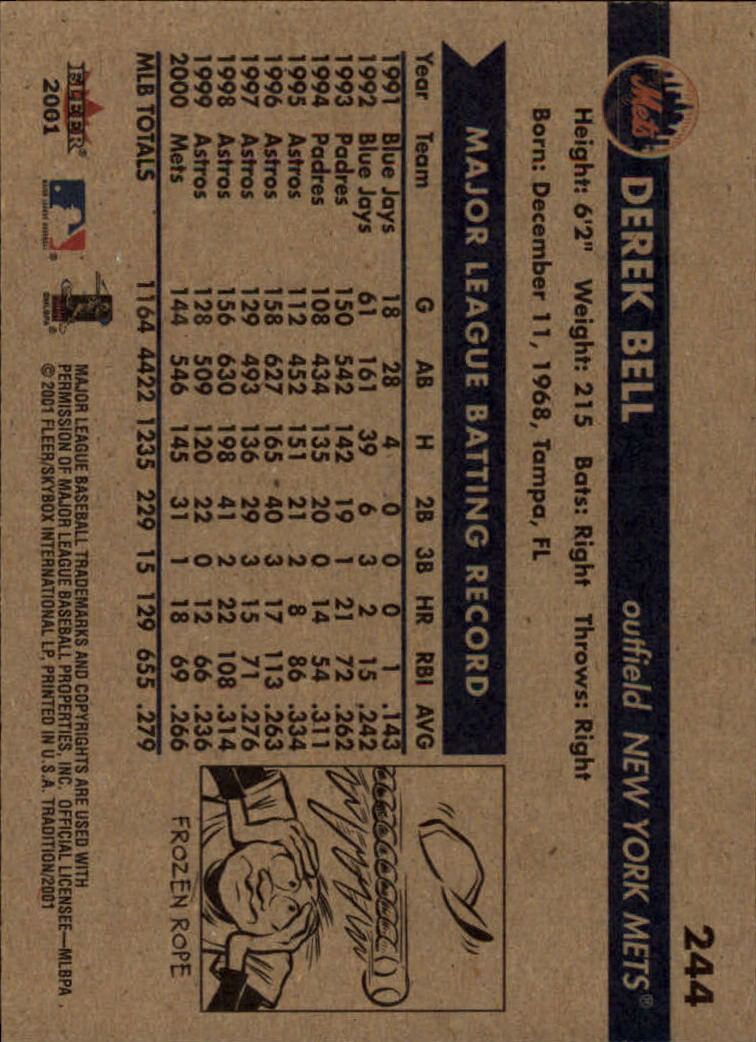 244
Mets
DEREK BELL outfield NEW YORK METS®
Height: 6'2" Weight: 215 Bats: Right Throws: Right
Born: December 11, 1968, Tampa, FL
MAJOR LEAGUE BATTING RECORD
Year Team G AB H 2B 3B HR RBI AVG
1991 Blue Jays 18 28 4 0 0 0 1 .143
1992 Blue Jays 61 161 39 6 3 2 15 .242
1993 Padres 150 542 142 19 1 21 72 .262
1994 Padres 108 434 135 20 0 14 54 .311
1995 Astros 112 452 151 21 2 8 86 .334
1996 Astros 158 627 165 40 3 17 113 .263
1997 Astros 129 493 136 29 3 15 71 .276
1998 Astros 156 630 198 41 2 22 108 .314
1999 Astros 128 509 120 22 0 12 66 .236
2000 Mets 144 546 145 31 1 18 69 .266
MLB TOTALS 1164 4422 1235 229 15 129 655 .279
FROZEN ROPE
FLEER®
2001
MAJOR LEAGUE BASEBALL TRADEMARKS AND COPYRIGHTS ARE USED WITH
PERMISSION OF MAJOR LEAGUE BASEBALL PROPERTIES, INC. OFFICIAL LICENSEE—MLBPA.
© 2001 FLEER/SKYBOX INTERNATIONAL LP, PRINTED IN U.S.A. TRADITION/2001